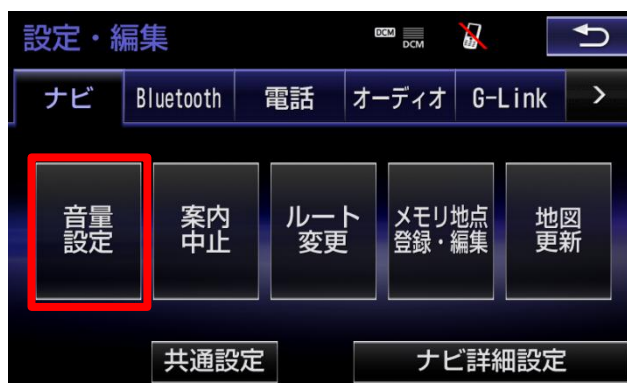 設定・編集
DCM
DCM
ナビ Bluetooth 電話 オーディオ G-Link >
音量
設定
案内
中止
ルート
変更
メモリ地点
登録・編集
地図
更新
共通設定 ナビ詳細設定